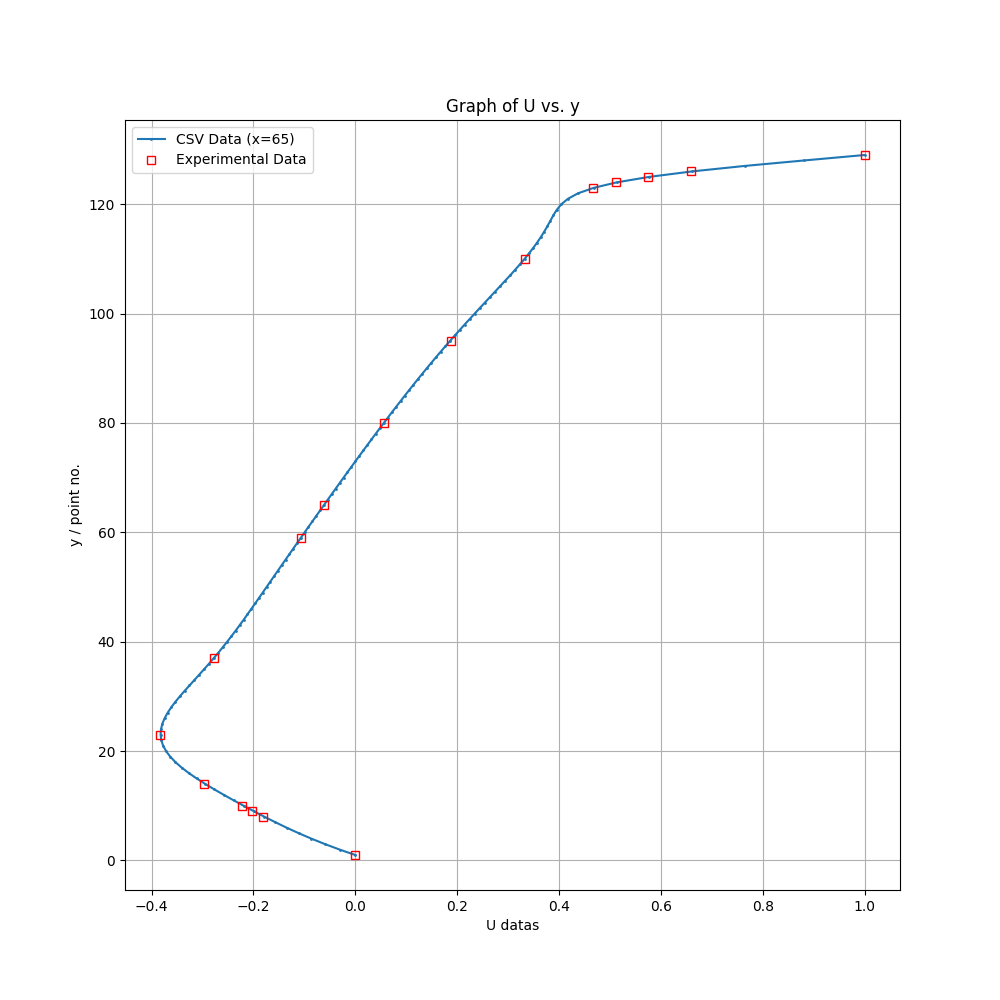 Graph of U vs. y
CSV Data (x=65)
Experimental Data
y / point no.
120
100
80
60
40
20
0
−0.4 −0.2 0.0 0.2 0.4 0.6 0.8 1.0
U datas